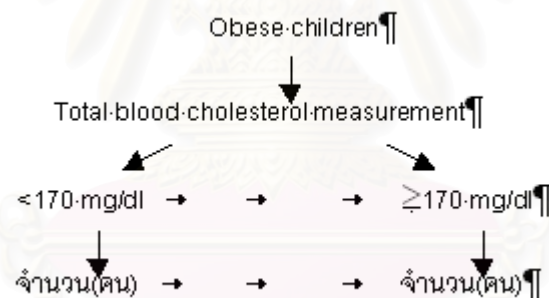 Obese·children¶
Total·blood·cholesterol·measurement¶
<170·mg/dl → → → ≥170·mg/dl¶
จำนวน(คน) → → → จำนวน(คน)¶